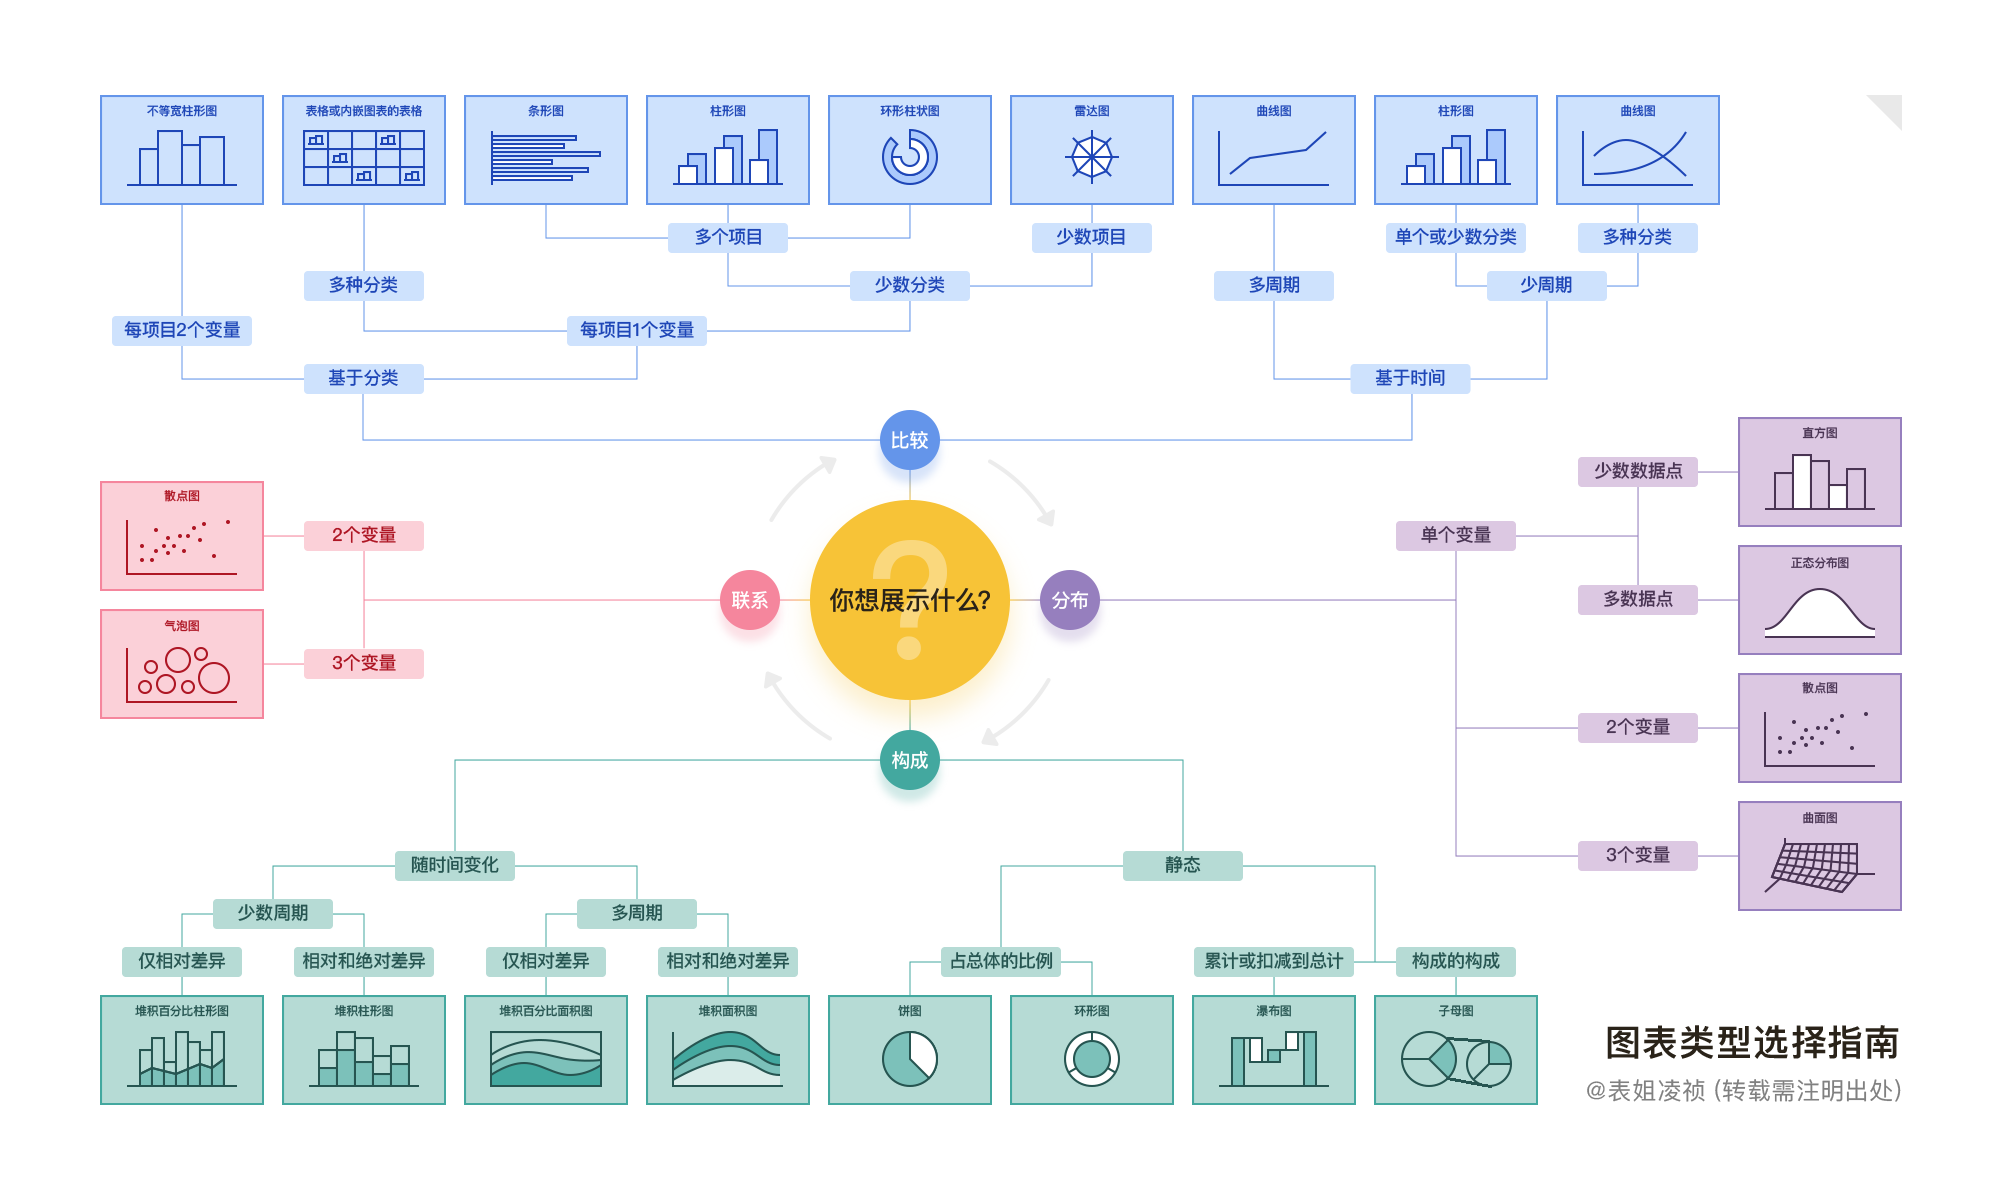 不等宽柱形图
表格或内嵌图表的表格
条形图
柱形图
环形柱状图
雷达图
曲线图
柱形图
曲线图
多个项目
少数项目
单个或少数分类
多种分类
多种分类
少数分类
多周期
少周期
每项目2个变量
每项目1个变量
基于分类
基于时间
比较
散点图
2个变量
气泡图
3个变量
联系
?
你想展示什么?
分布
单个变量
少数数据点
直方图
多数据点
正态分布图
2个变量
散点图
3个变量
曲面图
构成
随时间变化
静态
少数周期
多周期
仅相对差异
相对和绝对差异
仅相对差异
相对和绝对差异
占总体的比例
累计或扣减到总计
构成的构成
堆积百分比柱形图
堆积柱形图
堆积百分比面积图
堆积面积图
饼图
环形图
瀑布图
子母图
图表类型选择指南
@表姐凌祯 (转载需注明出处)